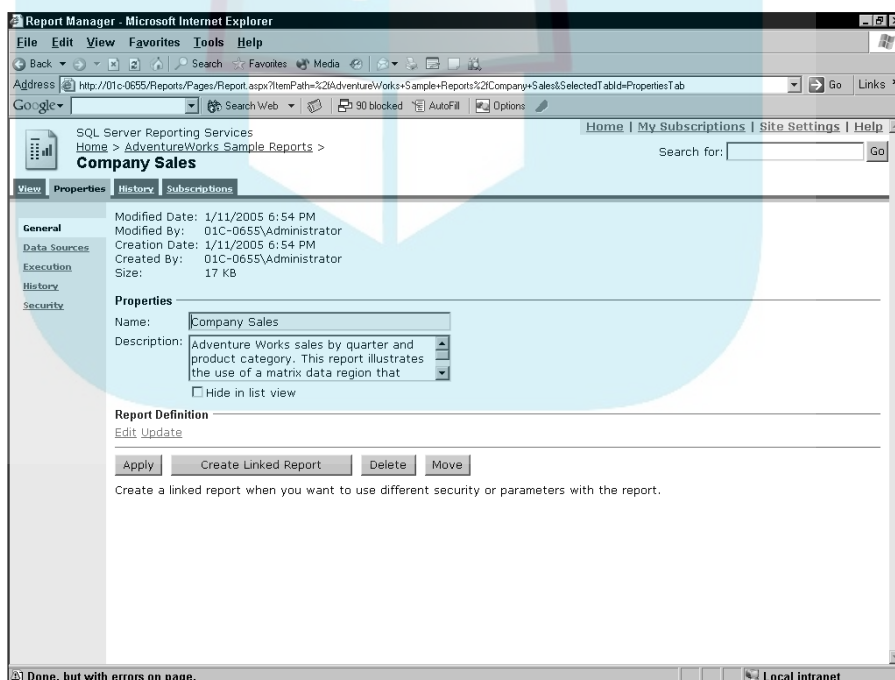 Report Manager - Microsoft Internet Explorer
File Edit View Favorites Tools Help
Back Search Favorites Media
Address http://01c-0655/Reports/Pages/Report.aspx?ItemPath=%2fAdventureWorks+Sample+Reports%2fCompany+Sales&SelectedTabId=PropertiesTab Go Links
Google Search Web 90 blocked AutoFill Options
SQL Server Reporting Services
Home > AdventureWorks Sample Reports >
Company Sales
Home | My Subscriptions | Site Settings | Help
Search for: Go
View Properties History Subscriptions
General
Data Sources
Execution
History
Security
Modified Date: 1/11/2005 6:54 PM
Modified By: 01C-0655\Administrator
Creation Date: 1/11/2005 6:54 PM
Created By: 01C-0655\Administrator
Size: 17 KB
Properties
Name: Company Sales
Description: Adventure Works sales by quarter and
product category. This report illustrates
the use of a matrix data region that
Hide in list view
Report Definition
Edit Update
Apply Create Linked Report Delete Move
Create a linked report when you want to use different security or parameters with the report.
Done, but with errors on page. Local intranet